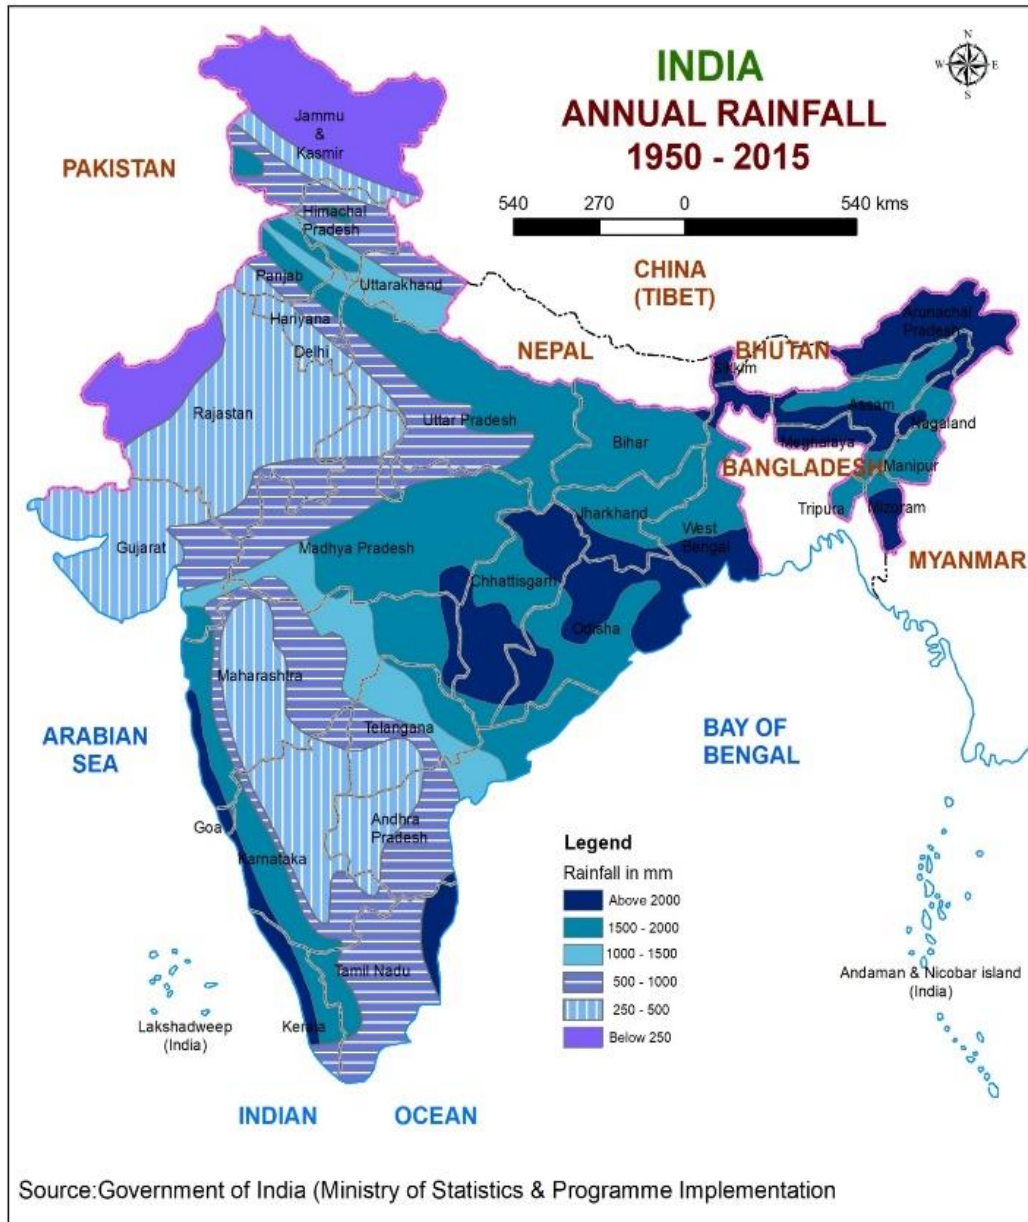 INDIA
ANNUAL RAINFALL
1950 - 2015
N
W
E
S
540
270
0
540 kms
PAKISTAN
CHINA
(TIBET)
NEPAL
BHUTAN
BANGLADESH
MYANMAR
Jammu
&
Kasmir
Himachal
Pradesh
Panjab
Uttarakhand
Hariyana
Delhi
Rajastan
Uttar Pradesh
Bihar
Sikkim
Arunachal
Pradesh
Assam
Nagaland
Meghalaya
Manipur
Tripura
Mizoram
Gujarat
Madhya Pradesh
Jharkhand
West
Bengal
Chhattisgarh
Odisha
Maharashtra
Telangana
Andhra
Pradesh
Goa
Karnataka
Tamil Nadu
Kerala
ARABIAN
SEA
BAY OF
BENGAL
Lakshadweep
(India)
Andaman & Nicobar island
(India)
INDIAN OCEAN
Legend
Rainfall in mm
Above 2000
1500 - 2000
1000 - 1500
500 - 1000
250 - 500
Below 250
Source:Government of India (Ministry of Statistics & Programme Implementation